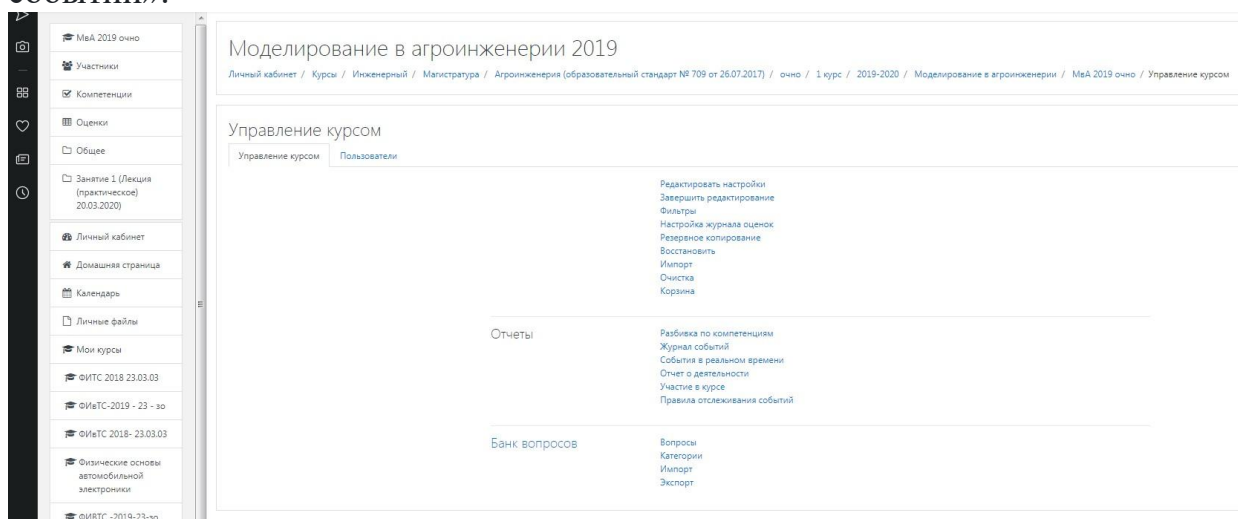 событий».
МвА 2019 очно
Участники
Компетенции
Оценки
Общее
Занятие 1 (Лекция
(практическое)
20.03.2020)
Личный кабинет
Домашняя страница
Календарь
Личные файлы
Мои курсы
ФИТС 2018 23.03.03
ФИвТС-2019 - 23 - зо
ФИвТС 2018- 23.03.03
Физические основы
автомобильной
электроники
ФИВТС -2019-23-зо
Моделирование в агроинженерии 2019
Личный кабинет / Курсы / Инженерный / Магистратура / Агроинженерия (образовательный стандарт № 709 от 26.07.2017) / очно / 1 курс / 2019-2020 / Моделирование в агроинженерии / МвА 2019 очно / Управление курсом
Управление курсом
Управление курсом Пользователи
Редактировать настройки
Завершить редактирование
Фильтры
Настройка журнала оценок
Резервное копирование
Восстановить
Импорт
Очистка
Корзина
Отчеты
Разбивка по компетенциям
Журнал событий
События в реальном времени
Отчет о деятельности
Участие в курсе
Правила отслеживания событий
Банк вопросов
Вопросы
Категории
Импорт
Экспорт